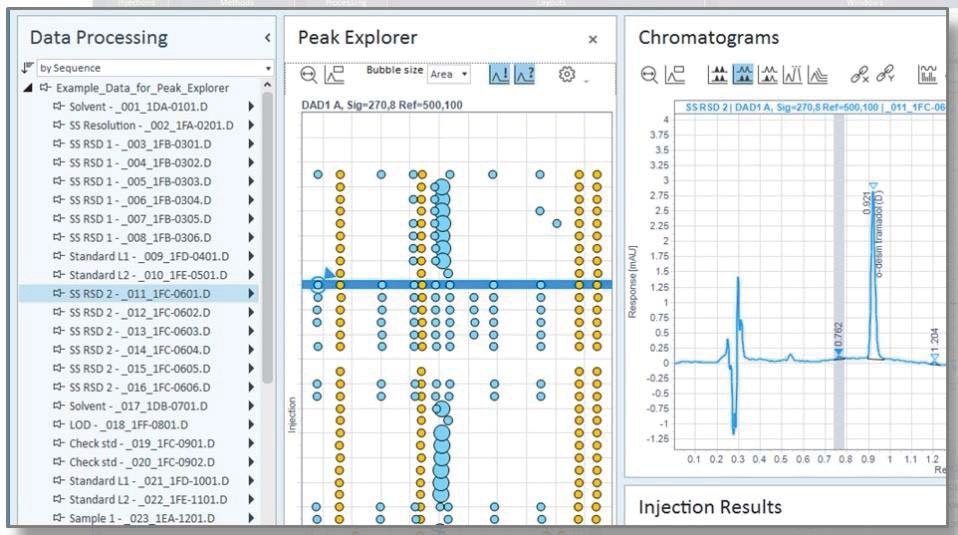 Injections
Methods
Processing
Layouts
Windows
Data Processing
by Sequence
Example_Data_for_Peak_Explorer
Solvent - _001_1DA-0101.D
SS Resolution - _002_1FA-0201.D
SS RSD 1 - _003_1FB-0301.D
SS RSD 1 - _004_1FB-0302.D
SS RSD 1 - _005_1FB-0303.D
SS RSD 1 - _006_1FB-0304.D
SS RSD 1 - _007_1FB-0305.D
SS RSD 1 - _008_1FB-0306.D
Standard L1 - _009_1FD-0401.D
Standard L2 - _010_1FE-0501.D
SS RSD 2 - _011_1FC-0601.D
SS RSD 2 - _012_1FC-0602.D
SS RSD 2 - _013_1FC-0603.D
SS RSD 2 - _014_1FC-0604.D
SS RSD 2 - _015_1FC-0605.D
SS RSD 2 - _016_1FC-0606.D
Solvent - _017_1DB-0701.D
LOD - _018_1FF-0801.D
Check std - _019_1FC-0901.D
Check std - _020_1FC-0902.D
Standard L1 - _021_1FD-1001.D
Standard L2 - _022_1FE-1101.D
Sample 1 - _023_1EA-1201.D
Peak Explorer
Bubble size
Area
DAD1 A, Sig=270,8 Ref=500,100
Injection
Chromatograms
SS RSD 2 | DAD1 A, Sig=270,8 Ref=500,100 | _011_1FC-06
Response [mAU]
4
3.75
3.5
3.25
3
2.75
2.5
2.25
2
1.75
1.5
1.25
1
0.75
0.5
0.25
0
-0.25
-0.5
-0.75
-1
-1.25
0.762
0.921
o-desm tramadol (D )
1.204
0.1 0.2 0.3 0.4 0.5 0.6 0.7 0.8 0.9 1 1.1 1.2
Re
Injection Results